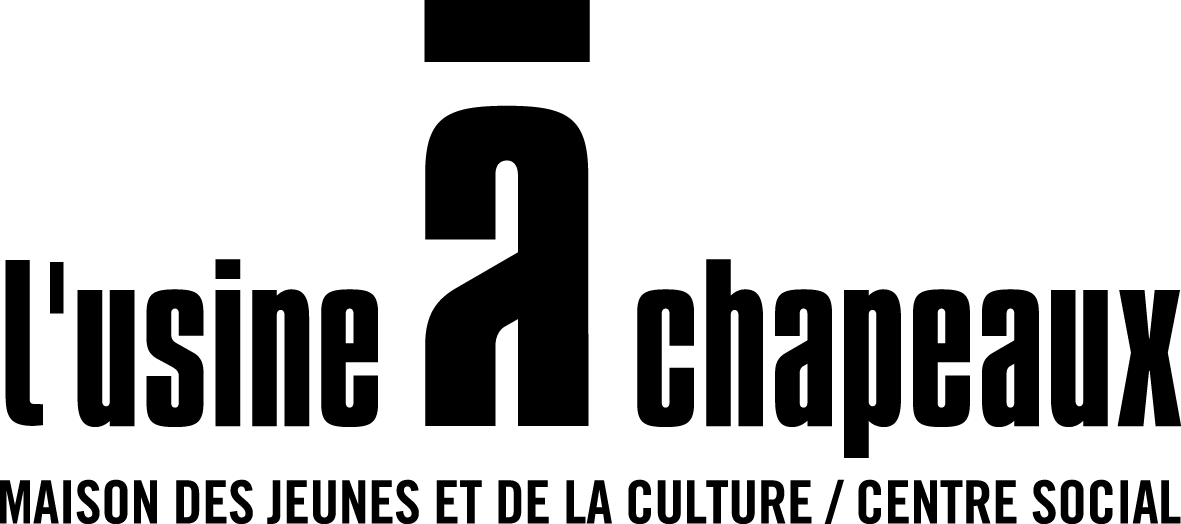 l'usine à chapeaux
MAISON DES JEUNES ET DE LA CULTURE / CENTRE SOCIAL